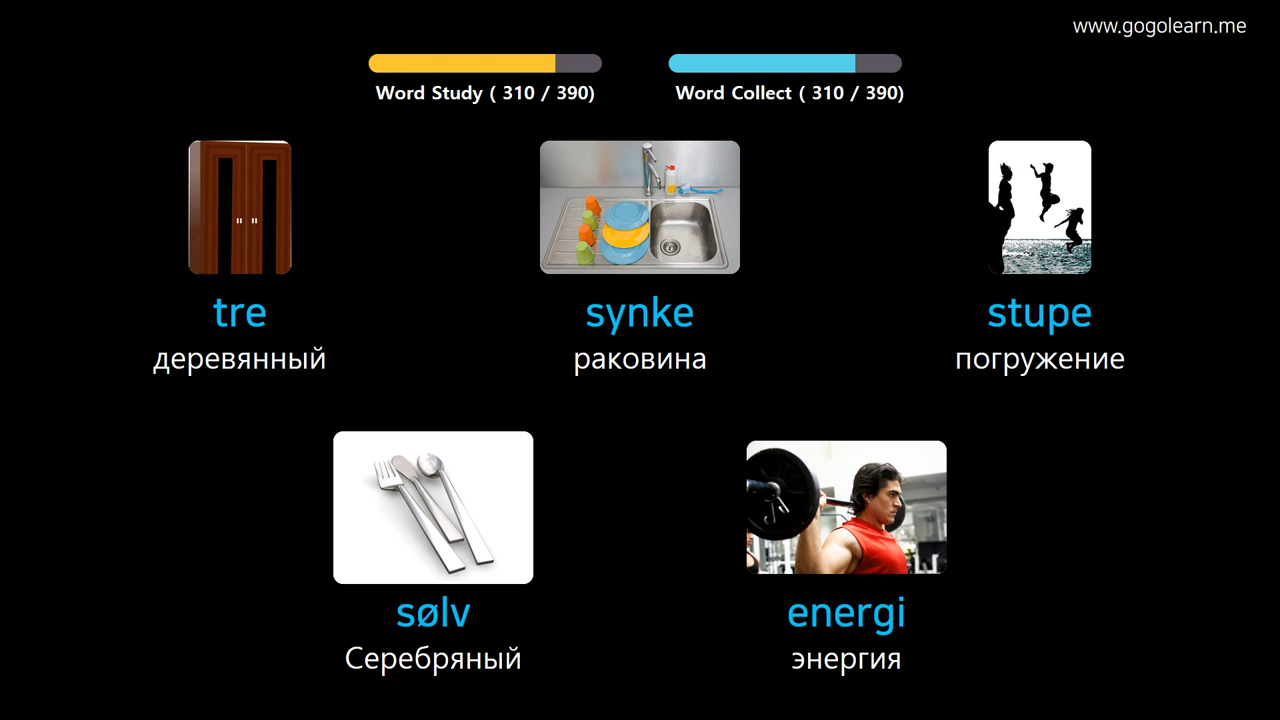 www.gogolearn.me
Word Study ( 310 / 390)
Word Collect ( 310 / 390)
tre
synke
stupe
деревянный
раковина
погружение
sølv
energi
Серебряный
энергия